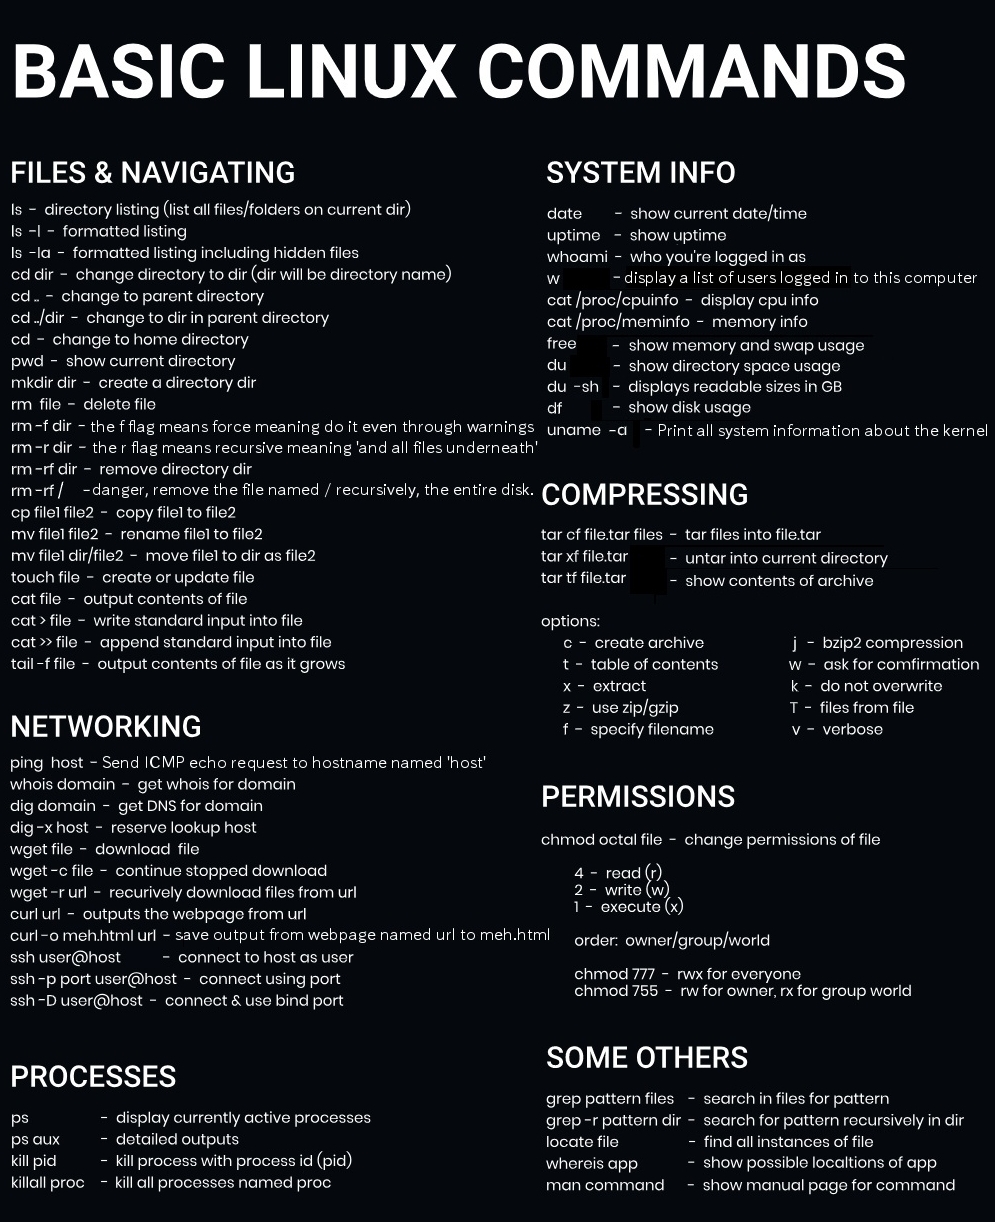 BASIC LINUX COMMANDS
FILES & NAVIGATING
ls - directory listing (list all files/folders on current dir)
ls -l - formatted listing
ls -la - formatted listing including hidden files
cd dir - change directory to dir (dir will be directory name)
cd .. - change to parent directory
cd ../dir - change to dir in parent directory
cd - change to home directory
pwd - show current directory
mkdir dir - create a directory dir
rm file - delete file
rm -f dir - the f flag means force meaning do it even through warnings
rm -r dir - the r flag means recursive meaning 'and all files underneath'
rm -rf dir - remove directory dir
rm -rf / - danger, remove the file named / recursively, the entire disk.
cp file1 file2 - copy file1 to file2
mv file1 file2 - rename file1 to file2
mv file1 dir/file2 - move file1 to dir as file2
touch file - create or update file
cat file - output contents of file
cat > file - write standard input into file
cat >> file - append standard input into file
tail -f file - output contents of file as it grows
NETWORKING
ping host - Send ICMP echo request to hostname named 'host'
whois domain - get whois for domain
dig domain - get DNS for domain
dig -x host - reserve lookup host
wget file - download file
wget -c file - continue stopped download
wget -r url - recurively download files from url
curl url - outputs the webpage from url
curl -o meh.html url - save output from webpage named url to meh.html
ssh user@host - connect to host as user
ssh -p port user@host - connect using port
ssh -D user@host - connect & use bind port
PROCESSES
ps - display currently active processes
ps aux - detailed outputs
kill pid - kill process with process id (pid)
killall proc - kill all processes named proc
SYSTEM INFO
date - show current date/time
uptime - show uptime
whoami - who you're logged in as
w - display a list of users logged in to this computer
cat /proc/cpuinfo - display cpu info
cat /proc/meminfo - memory info
free - show memory and swap usage
du - show directory space usage
du -sh - displays readable sizes in GB
df - show disk usage
uname -a - Print all system information about the kernel
COMPRESSING
tar cf file.tar files - tar files into file.tar
tar xf file.tar - untar into current directory
tar tf file.tar - show contents of archive
options:
c - create archive
t - table of contents
x - extract
z - use zip/gzip
f - specify filename
j - bzip2 compression
w - ask for comfirmation
k - do not overwrite
T - files from file
v - verbose
PERMISSIONS
chmod octal file - change permissions of file
4 - read (r)
2 - write (w)
1 - execute (x)
order: owner/group/world
chmod 777 - rwx for everyone
chmod 755 - rw for owner, rx for group world
SOME OTHERS
grep pattern files - search in files for pattern
grep -r pattern dir - search for pattern recursively in dir
locate file - find all instances of file
whereis app - show possible localtions of app
man command - show manual page for command